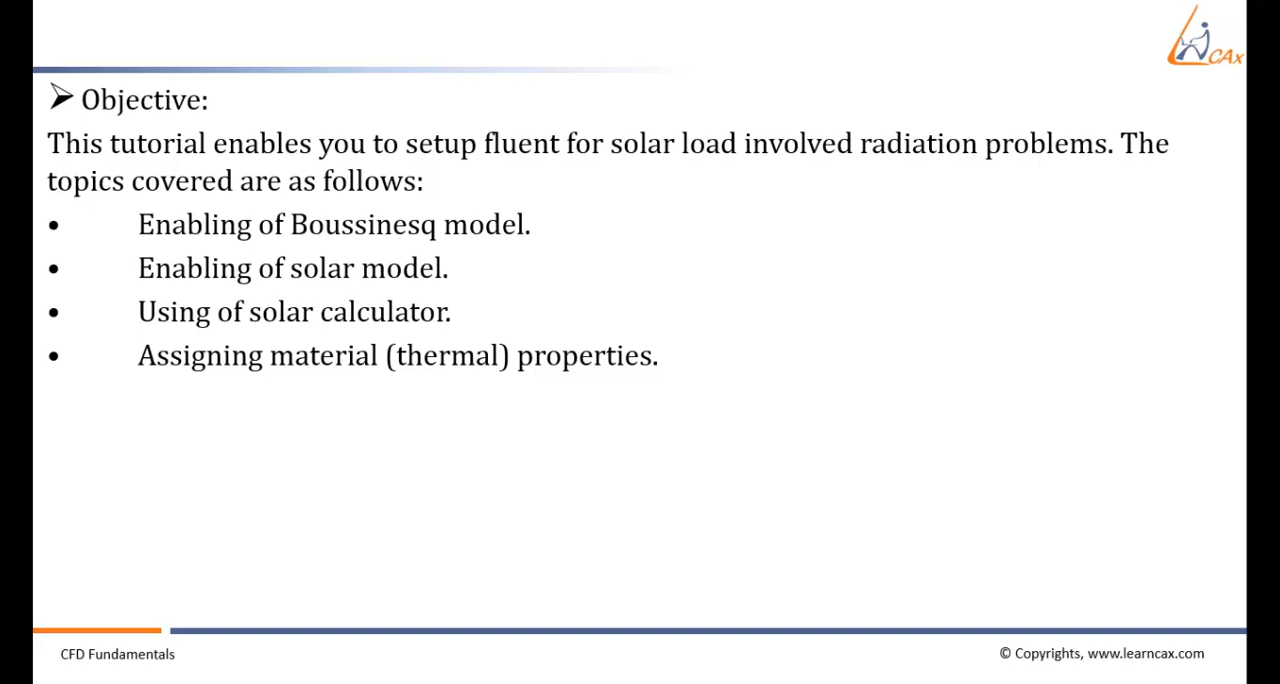 CAx
➢ Objective:
This tutorial enables you to setup fluent for solar load involved radiation problems. The
topics covered are as follows:
• Enabling of Boussinesq model.
• Enabling of solar model.
• Using of solar calculator.
• Assigning material (thermal) properties.
CFD Fundamentals
© Copyrights, www.learncax.com